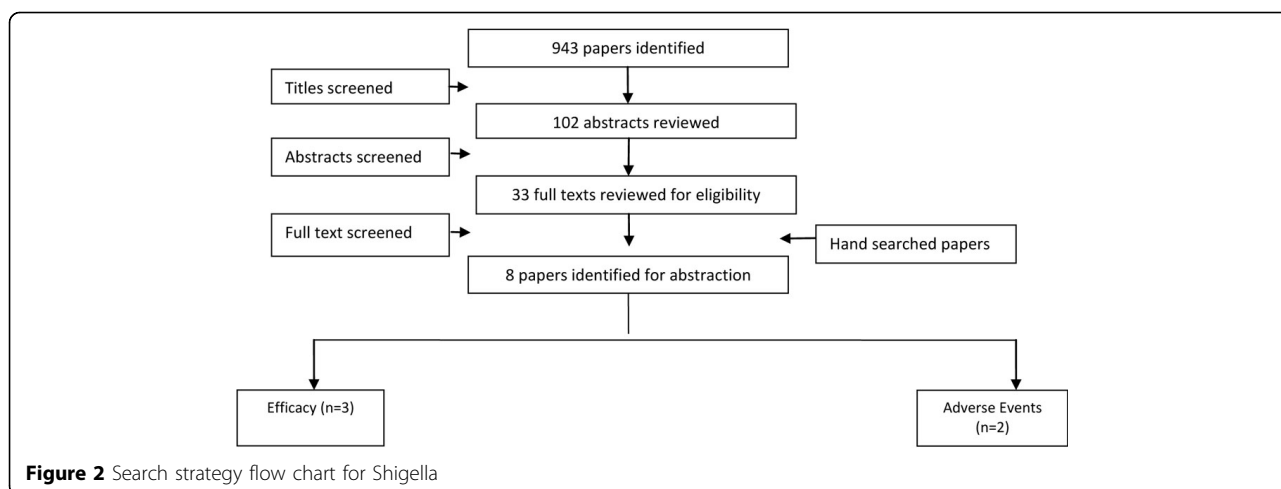 943 papers identified
Titles screened
102 abstracts reviewed
Abstracts screened
33 full texts reviewed for eligibility
Full text screened
Hand searched papers
8 papers identified for abstraction
Efficacy (n=3)
Adverse Events
(n=2)
Figure 2 Search strategy flow chart for Shigella